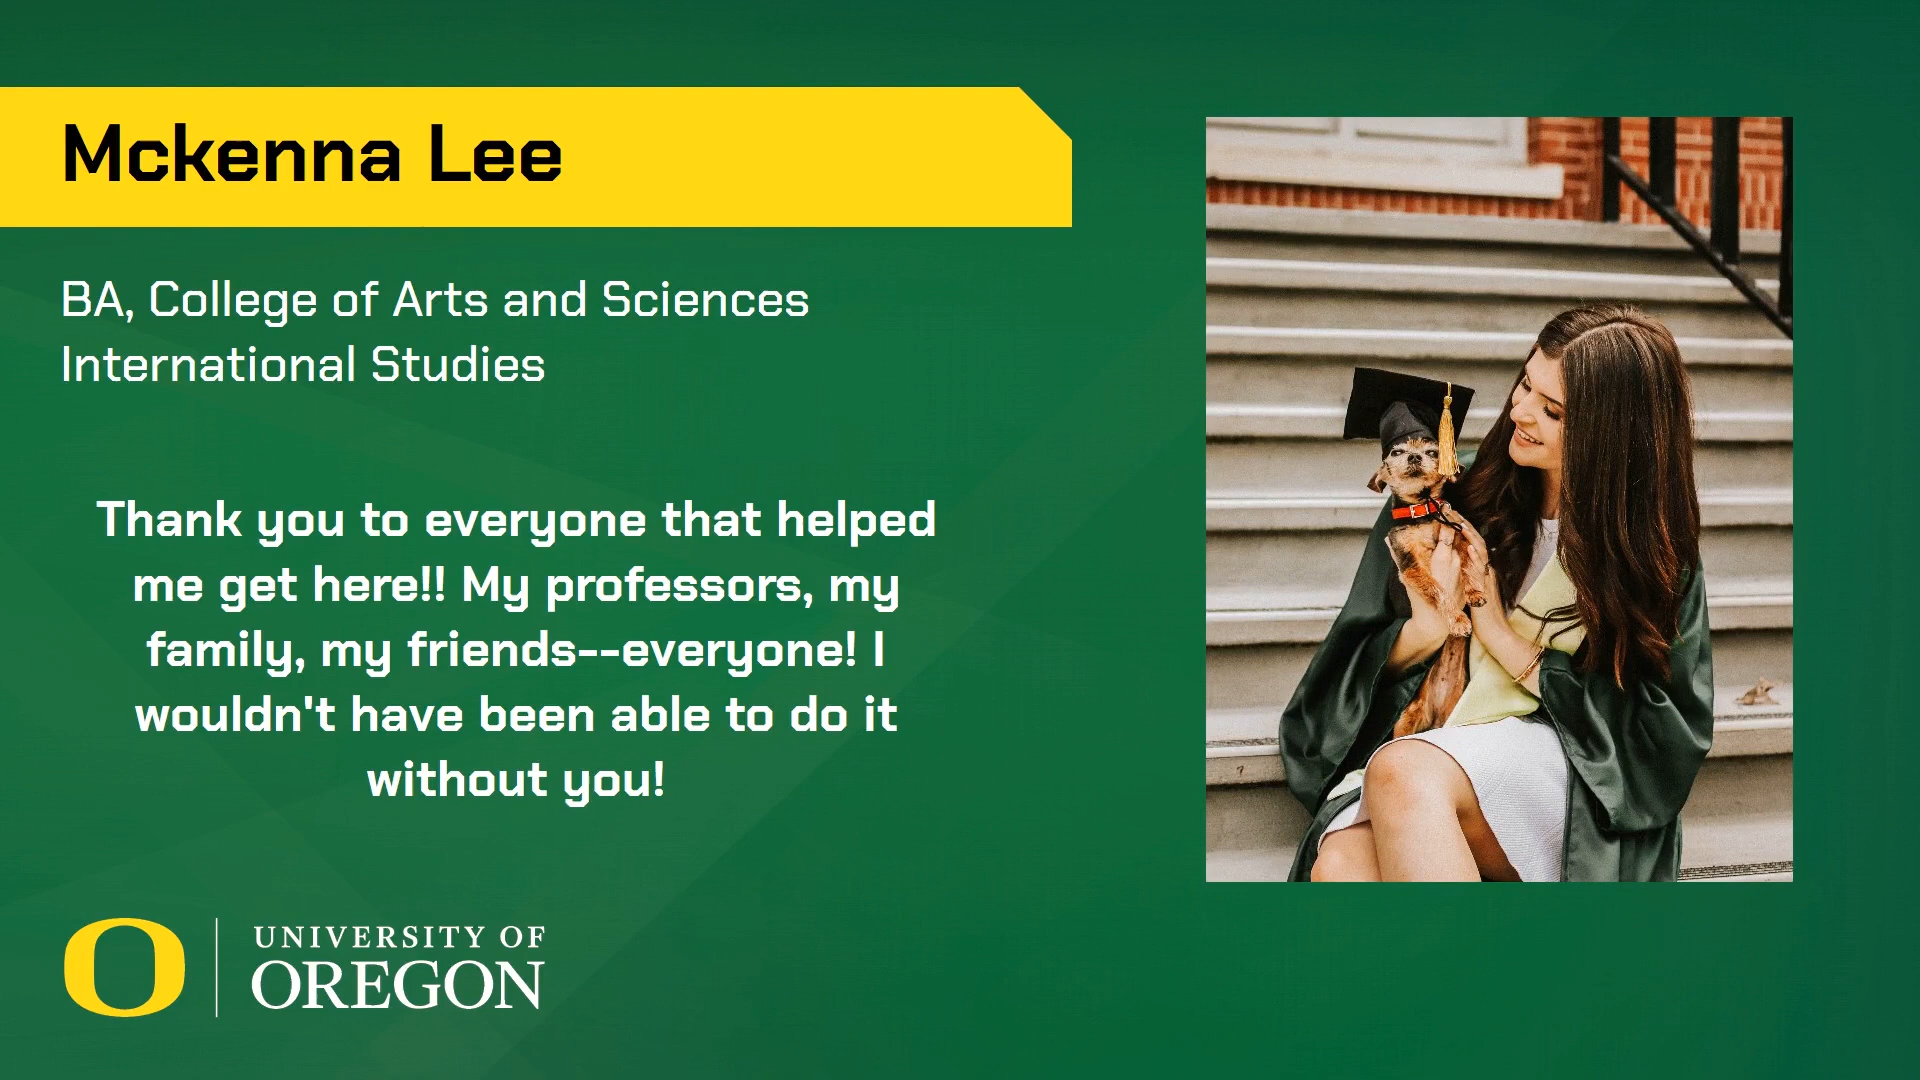 Mckenna Lee
BA, College of Arts and Sciences
International Studies
Thank you to everyone that helped
me get here!! My professors, my
family, my friends--everyone! I
wouldn't have been able to do it
without you!
O
UNIVERSITY OF
OREGON